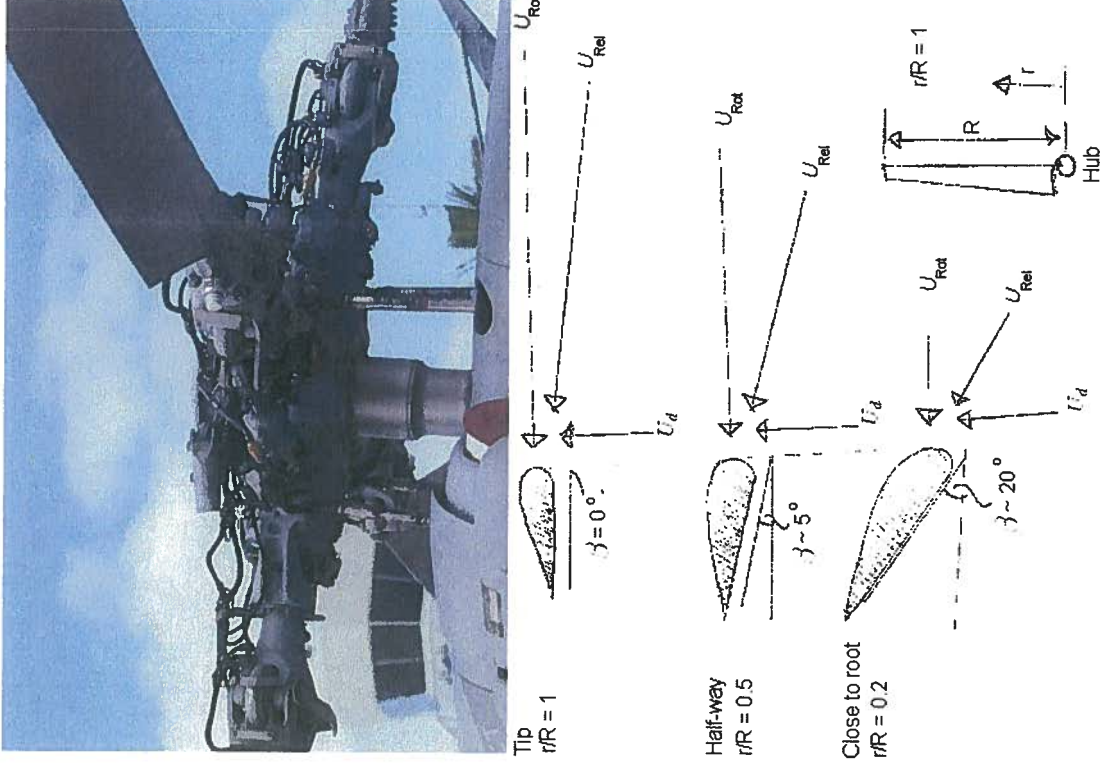 U_Ro
U_Rel
U_d
β=0°
Tip
r/R = 1
U_Rot
U_Rel
U_d
β~5°
Half-way
r/R = 0.5
U_Rot
U_Rel
U_d
β~20°
Close to root
r/R = 0.2
r/R = 1
R
r
Hub